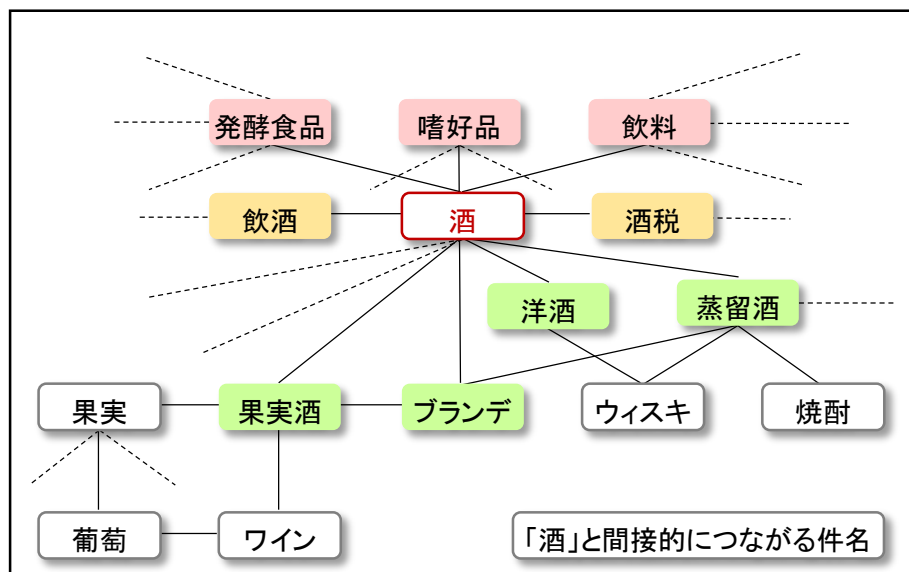 発酵食品
嗜好品
飲料
飲酒
酒
酒税
洋酒
蒸留酒
果実
果実酒
ブランデ
ウィスキ
焼酎
葡萄
ワイン
「酒」と間接的につながる件名